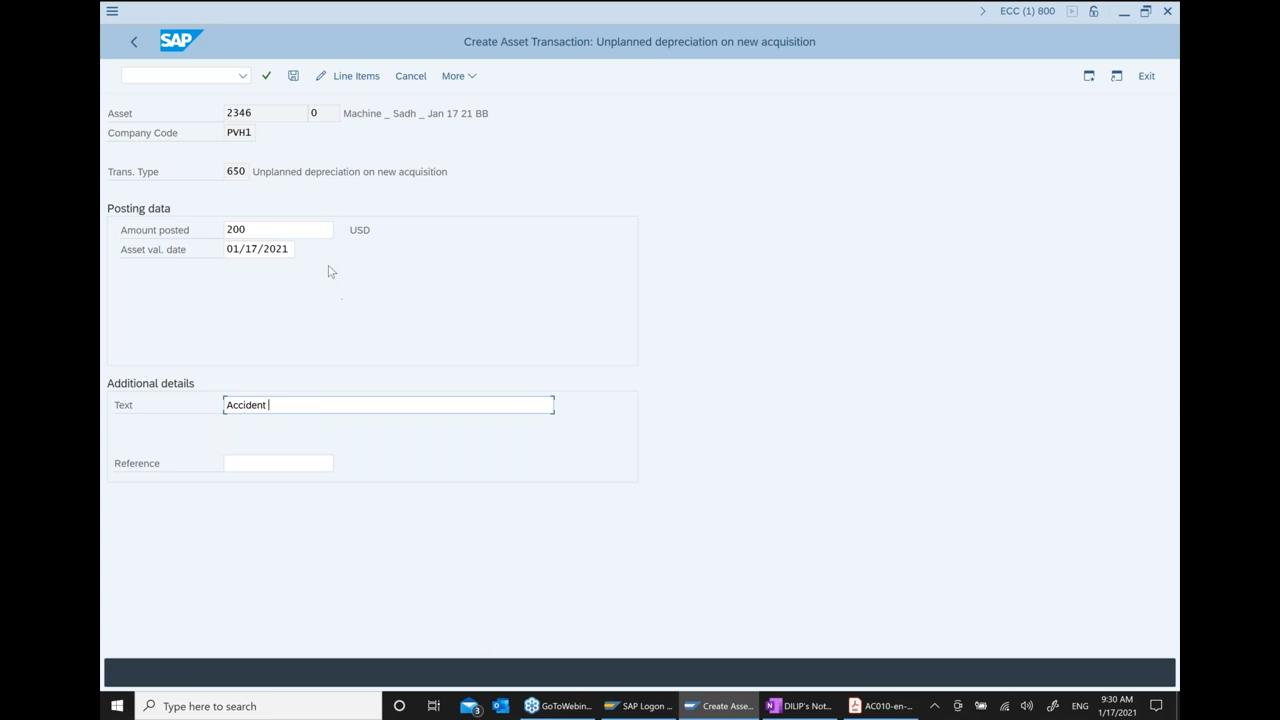 ECC (1) 800
SAP
Create Asset Transaction: Unplanned depreciation on new acquisition
Line Items
Cancel
More
Exit
Asset 2346 0 Machine _ Sadh _ Jan 17 21 BB
Company Code PVH1
Trans. Type 650 Unplanned depreciation on new acquisition
Posting data
Amount posted 200 USD
Asset val. date 01/17/2021
Additional details
Text Accident
Reference
Type here to search
3
GoToWebin...
SAP Logon ...
Create Asse...
DILIP's Not...
AC010-en-...
ENG
9:30 AM
1/17/2021